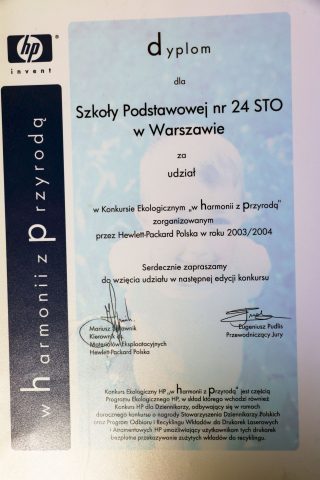 hp
invent
w harmonii z przyrodą
dyplom
dla
Szkoły Podstawowej nr 24 STO
w Warszawie
za
udział
w Konkursie Ekologicznym „w harmonii z Przyrodą”
zorganizowanym
przez Hewlett-Packard Polska w roku 2003/2004
Serdecznie zapraszamy
do wzięcia udziału w następnej edycji konkursu
Mariusz
Kierownik ds.
Materiałów Eksploatacyjnych
Hewlett-Packard Polska
Eugeniusz Pudlis
Przewodniczący Jury
Konkurs Ekologiczny HP „w harmonii z Przyrodą” jest częścią
Programu Ekologicznego HP, w skład którego wchodzi również
Konkurs HP dla Dziennikarzy, odbywający się w ramach
dorocznego konkursu o nagrody Stowarzyszenia Dziennikarzy Polskich
oraz Program Odbioru i Recyklingu Wkładów do Drukarek Laserowych
i Atramentowych HP umożliwiający użytkownikom tych drukarek
bezpłatne przekazywanie zużytych wkładów do recyklingu.